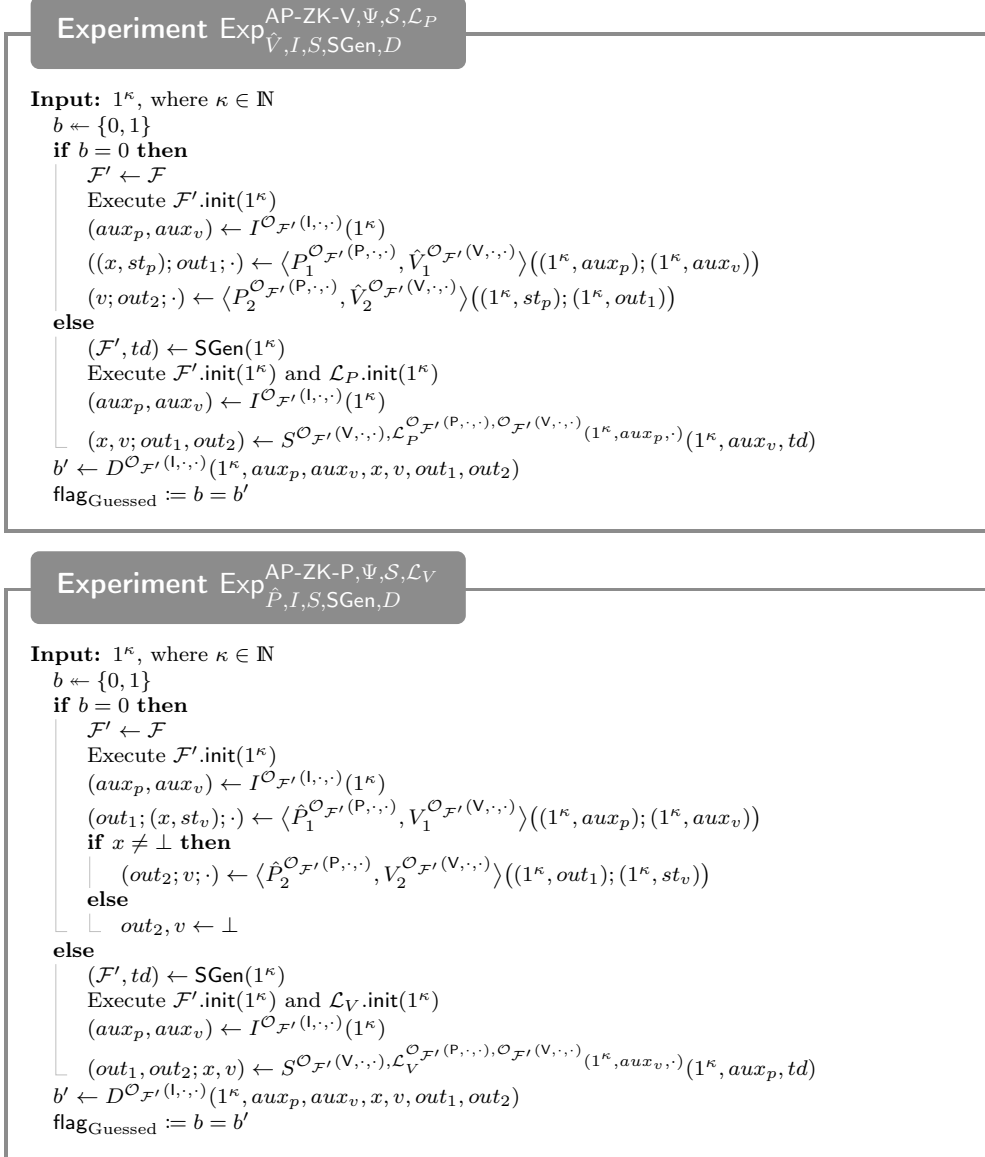 Experiment Exp^{AP-ZK-V,Ψ,𝒮,ℒ_P}_{V̂,I,S,SGen,D}
Input: 1^κ, where κ ∈ ℕ
b ↞ {0, 1}
if b = 0 then
ℱ′ ← ℱ
Execute ℱ′.init(1^κ)
(aux_p, aux_v) ← I^{𝒪_{ℱ′}(I,·,·)}(1^κ)
((x, st_p); out_1; ·) ← ⟨P_1^{𝒪_{ℱ′}(P,·,·)}, V̂_1^{𝒪_{ℱ′}(V,·,·)}⟩((1^κ, aux_p); (1^κ, aux_v))
(v; out_2; ·) ← ⟨P_2^{𝒪_{ℱ′}(P,·,·)}, V̂_2^{𝒪_{ℱ′}(V,·,·)}⟩((1^κ, st_p); (1^κ, out_1))
else
(ℱ′, td) ← SGen(1^κ)
Execute ℱ′.init(1^κ) and ℒ_P.init(1^κ)
(aux_p, aux_v) ← I^{𝒪_{ℱ′}(I,·,·)}(1^κ)
(x, v; out_1, out_2) ← S^{𝒪_{ℱ′}(V,·,·),ℒ_P^{𝒪_{ℱ′}(P,·,·),𝒪_{ℱ′}(V,·,·)}(1^κ,aux_p,·)}(1^κ, aux_v, td)
b′ ← D^{𝒪_{ℱ′}(I,·,·)}(1^κ, aux_p, aux_v, x, v, out_1, out_2)
flag_{Guessed} ≔ b = b′
Experiment Exp^{AP-ZK-P,Ψ,𝒮,ℒ_V}_{P̂,I,S,SGen,D}
Input: 1^κ, where κ ∈ ℕ
b ↞ {0, 1}
if b = 0 then
ℱ′ ← ℱ
Execute ℱ′.init(1^κ)
(aux_p, aux_v) ← I^{𝒪_{ℱ′}(I,·,·)}(1^κ)
(out_1; (x, st_v); ·) ← ⟨P̂_1^{𝒪_{ℱ′}(P,·,·)}, V_1^{𝒪_{ℱ′}(V,·,·)}⟩((1^κ, aux_p); (1^κ, aux_v))
if x ≠ ⊥ then
(out_2; v; ·) ← ⟨P̂_2^{𝒪_{ℱ′}(P,·,·)}, V_2^{𝒪_{ℱ′}(V,·,·)}⟩((1^κ, out_1); (1^κ, st_v))
else
out_2, v ← ⊥
else
(ℱ′, td) ← SGen(1^κ)
Execute ℱ′.init(1^κ) and ℒ_V.init(1^κ)
(aux_p, aux_v) ← I^{𝒪_{ℱ′}(I,·,·)}(1^κ)
(out_1, out_2; x, v) ← S^{𝒪_{ℱ′}(V,·,·),ℒ_V^{𝒪_{ℱ′}(P,·,·),𝒪_{ℱ′}(V,·,·)}(1^κ,aux_v,·)}(1^κ, aux_p, td)
b′ ← D^{𝒪_{ℱ′}(I,·,·)}(1^κ, aux_p, aux_v, x, v, out_1, out_2)
flag_{Guessed} ≔ b = b′